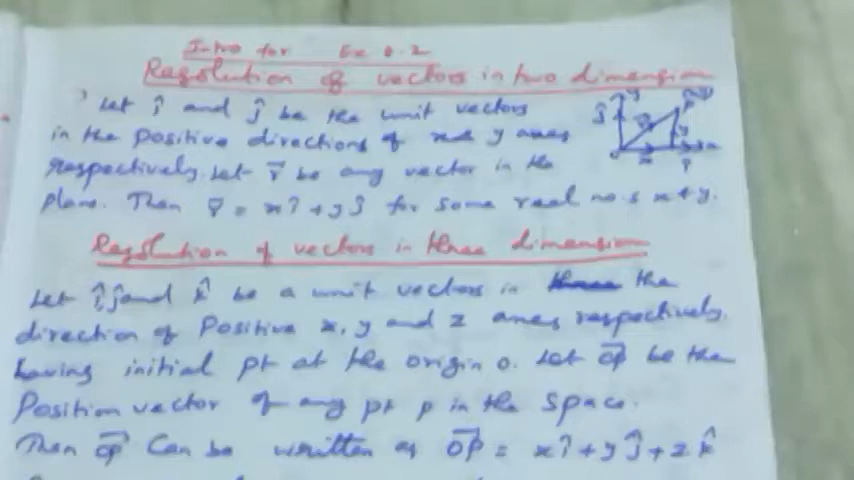 Intro for Ex 8.2
Resolution of vectors in two dimension
Let î and ĵ be the unit vectors
in the positive directions of x & y axes
respectively. Let r⃗ be any vector in the
plane. Then r⃗ = xî + yĵ for some real no.s x & y.
Resolution of vectors in three dimension
Let î, ĵ and k̂ be a unit vectors in the
direction of Positive x, y and z axes respectively.
having initial pt at the origin o. Let OP⃗ be the
Position vector of any pt p in the space.
Then OP⃗ Can be written as OP⃗ = xî + yĵ + zk̂